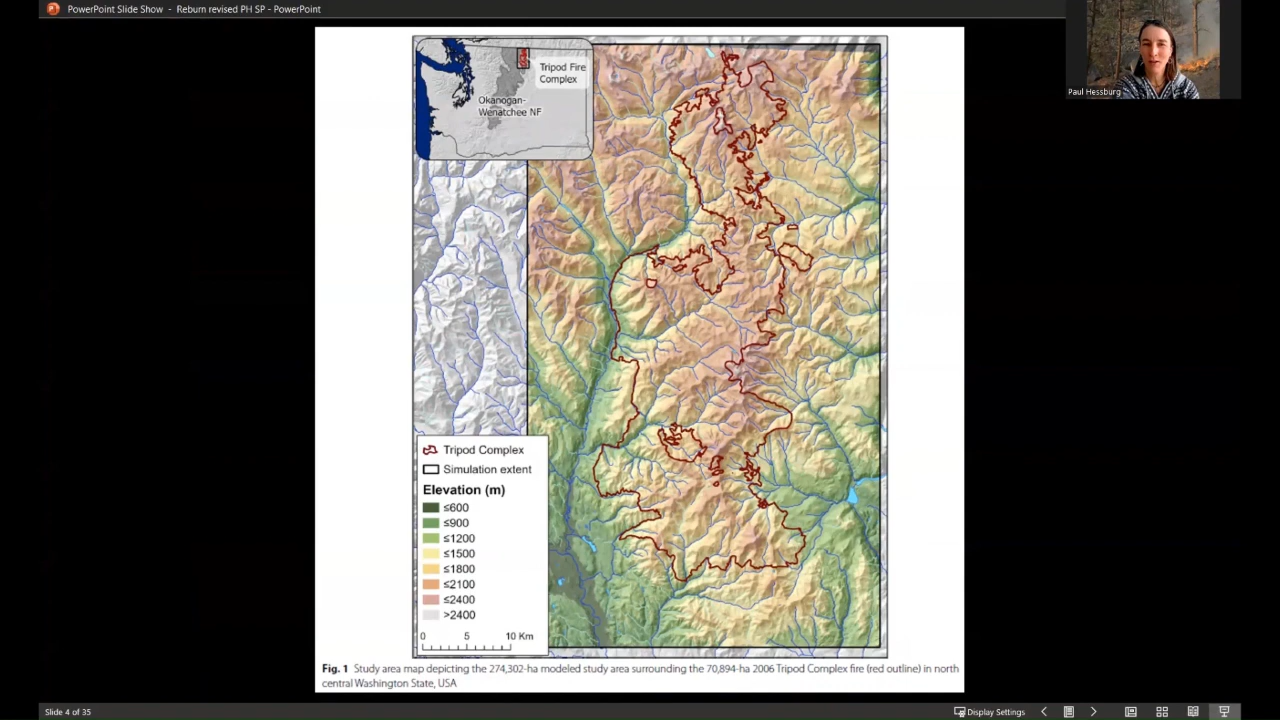 PowerPoint Slide Show - Reburn revised PH SP - PowerPoint
Paul Hessburg
Tripod Fire
Complex
Okanogan-
Wenatchee NF
Tripod Complex
Simulation extent
Elevation (m)
≤600
≤900
≤1200
≤1500
≤1800
≤2100
≤2400
>2400
0 5 10 Km
Fig. 1 Study area map depicting the 274,302-ha modeled study area surrounding the 70,894-ha 2006 Tripod Complex fire (red outline) in north
central Washington State, USA
Slide 4 of 35
Display Settings